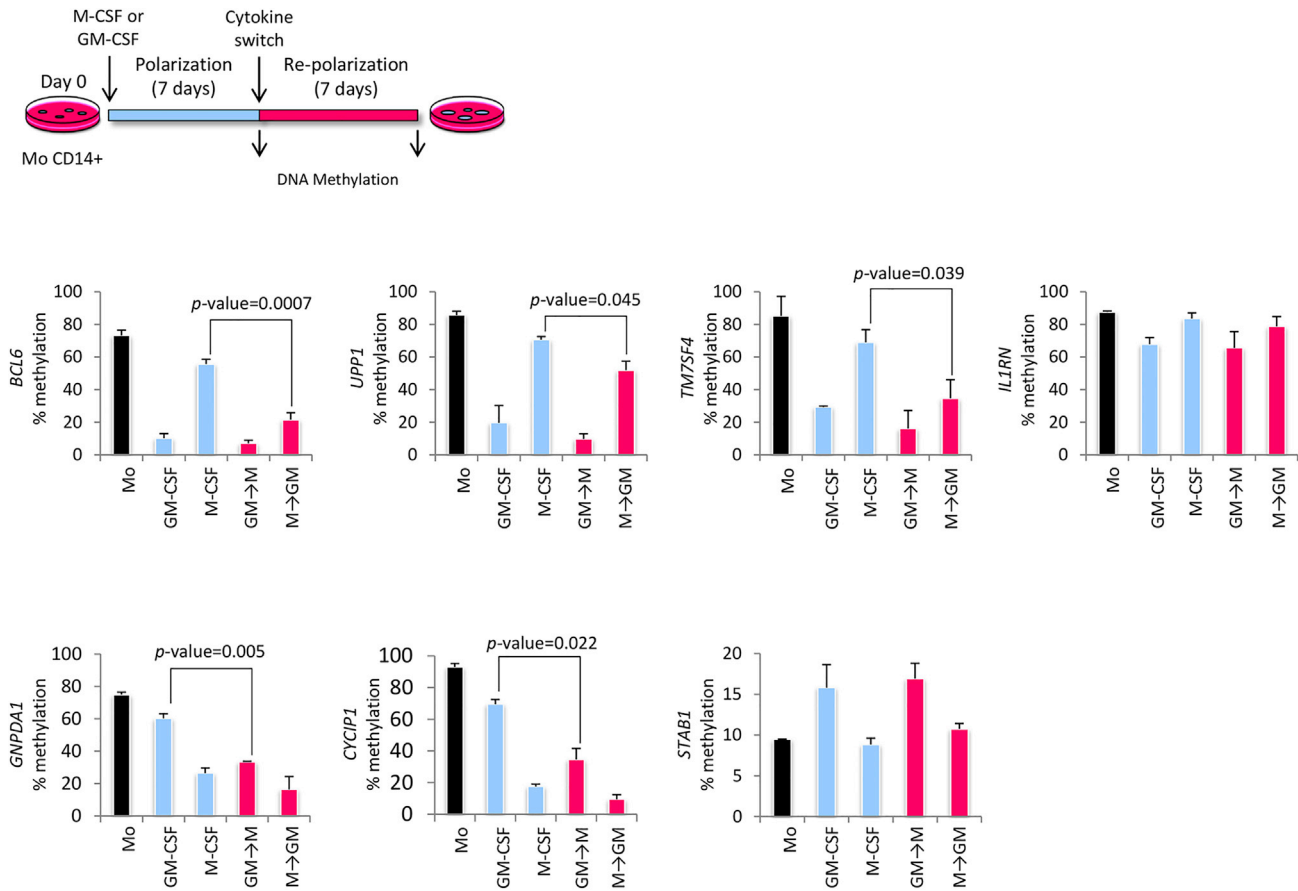 M-CSF or
GM-CSF
Cytokine
switch
Day 0
Polarization
(7 days)
Re-polarization
(7 days)
Mo CD14+
DNA Methylation
BCL6
% methylation
100
80
60
40
20
0
p-value=0.0007
Mo
GM-CSF
M-CSF
GM→M
M→GM
UPP1
% methylation
100
80
60
40
20
0
p-value=0.045
Mo
GM-CSF
M-CSF
GM→M
M→GM
TM7SF4
% methylation
100
80
60
40
20
0
p-value=0.039
Mo
GM-CSF
M-CSF
GM→M
M→GM
IL1RN
% methylation
100
80
60
40
20
0
Mo
GM-CSF
M-CSF
GM→M
M→GM
GNPDA1
% methylation
100
80
60
40
20
0
p-value=0.005
Mo
GM-CSF
M-CSF
GM→M
M→GM
CYCIP1
% methylation
100
80
60
40
20
0
p-value=0.022
Mo
GM-CSF
M-CSF
GM→M
M→GM
STAB1
% methylation
20
15
10
5
0
Mo
GM-CSF
M-CSF
GM→M
M→GM